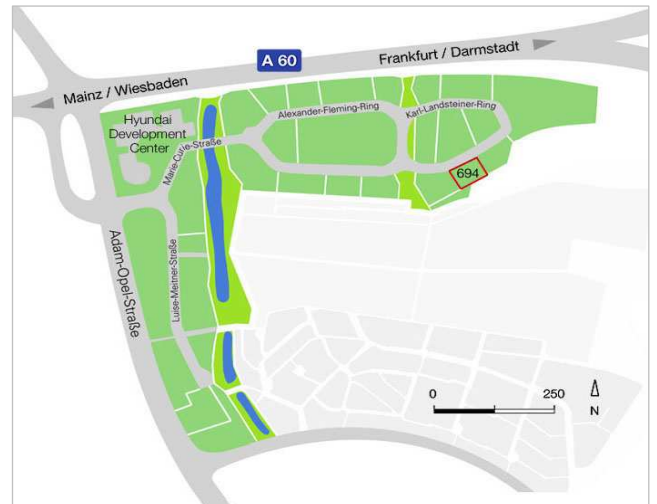 A 60
Frankfurt / Darmstadt
Mainz / Wiesbaden
Hyundai
Development
Center
Marie-Curie-Straße
Alexander-Fleming-Ring
Karl-Landsteiner-Ring
694
Adam-Opel-Straße
Luise-Meitner-Straße
0 250
N